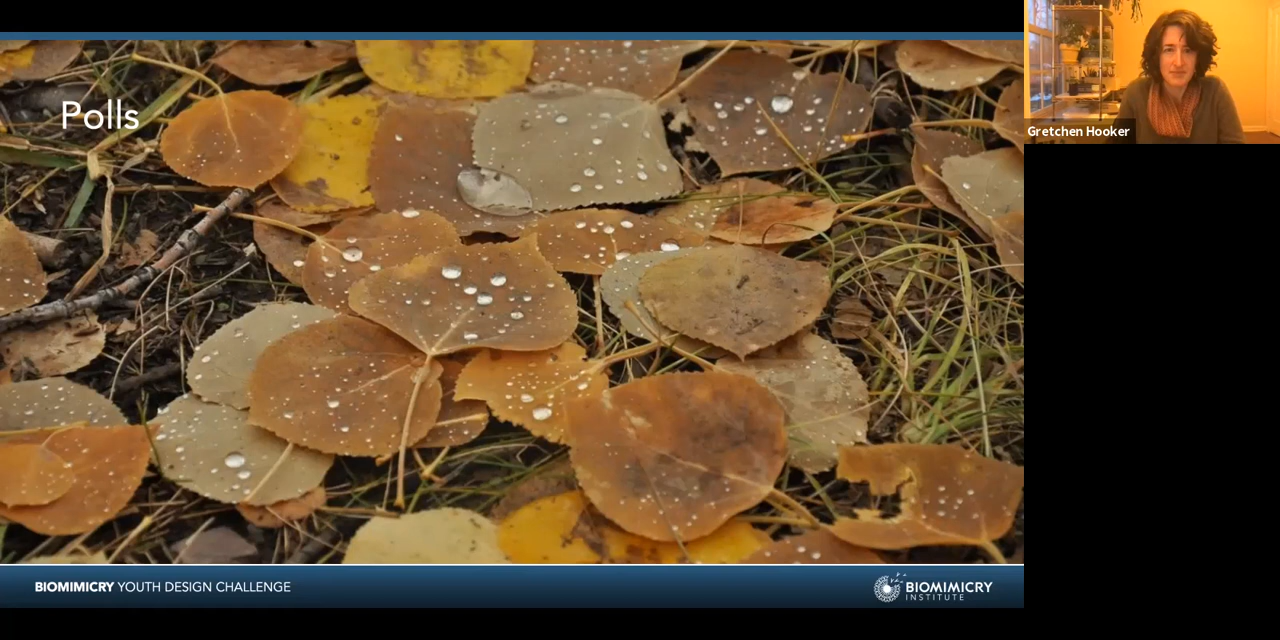 Polls
Gretchen Hooker
BIOMIMICRY YOUTH DESIGN CHALLENGE
BIOMIMICRY
INSTITUTE